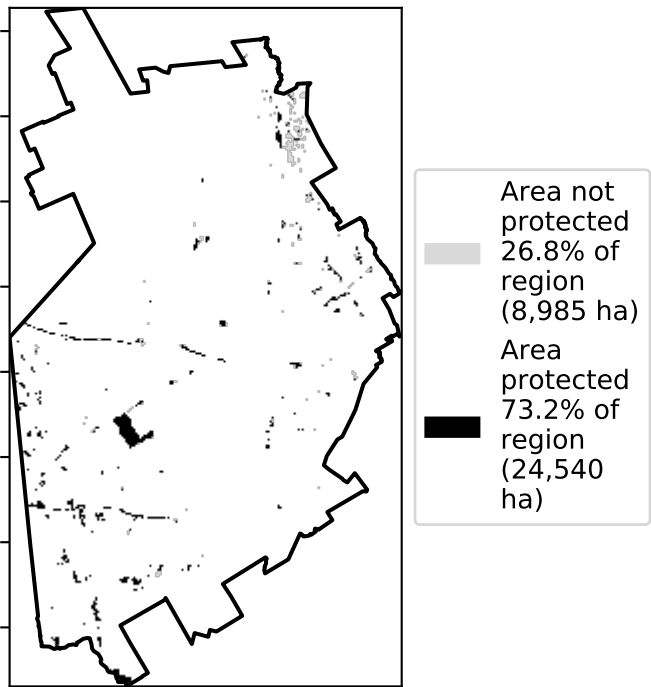 Area not
protected
26.8% of
region
(8,985 ha)
Area
protected
73.2% of
region
(24,540
ha)